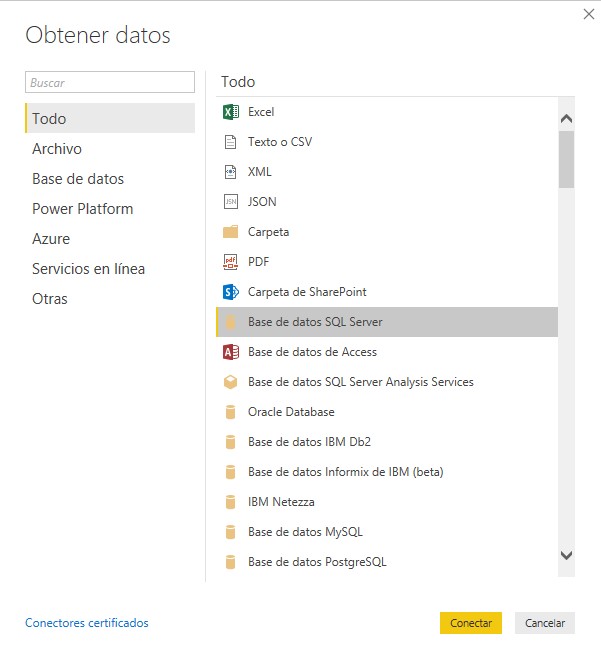 Obtener datos
Buscar
Todo
Archivo
Base de datos
Power Platform
Azure
Servicios en línea
Otras
Todo
Excel
Texto o CSV
XML
JSON
Carpeta
PDF
Carpeta de SharePoint
Base de datos SQL Server
Base de datos de Access
Base de datos SQL Server Analysis Services
Oracle Database
Base de datos IBM Db2
Base de datos Informix de IBM (beta)
IBM Netezza
Base de datos MySQL
Base de datos PostgreSQL
Conectores certificados
Conectar
Cancelar